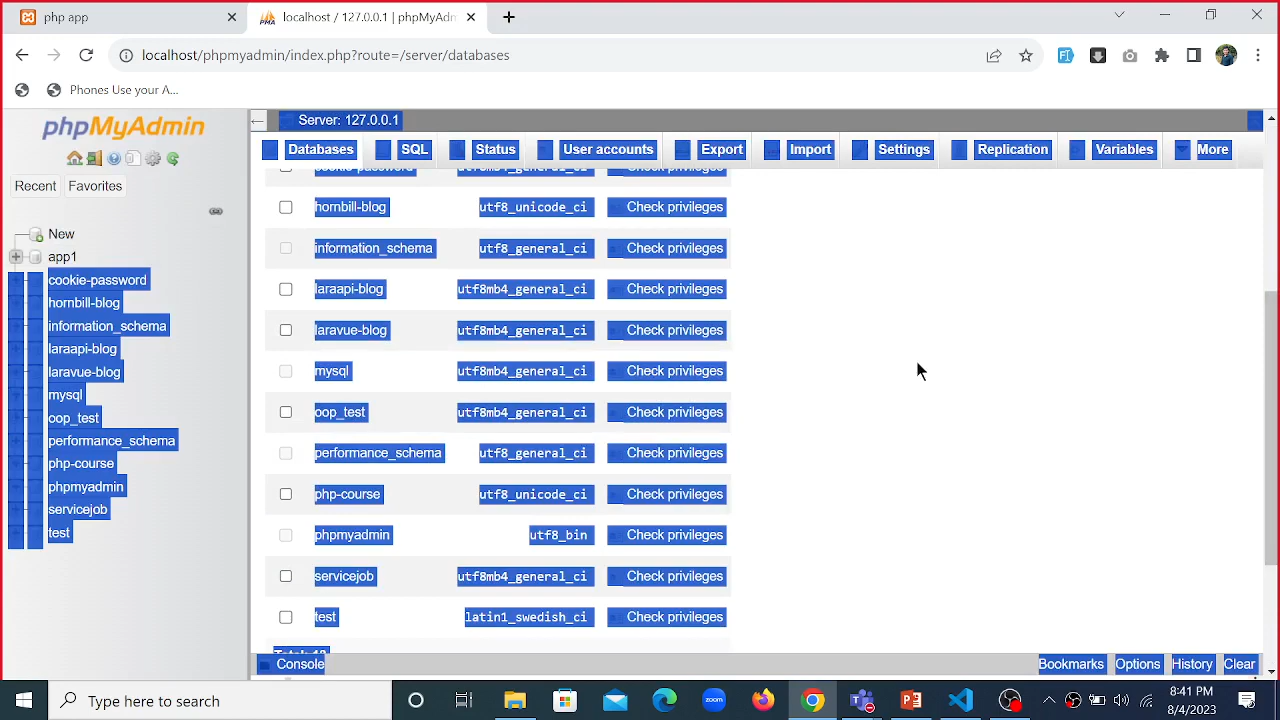 php app
localhost / 127.0.0.1 | phpMyAdm
localhost/phpmyadmin/index.php?route=/server/databases
Phones Use your A...
phpMyAdmin
Recent
Favorites
New
app1
cookie-password
hornbill-blog
information_schema
laraapi-blog
laravue-blog
mysql
oop_test
performance_schema
php-course
phpmyadmin
servicejob
test
Server: 127.0.0.1
Databases SQL Status User accounts Export Import Settings Replication Variables More
cookie-password utf8mb4_general_ci Check privileges
hornbill-blog utf8_unicode_ci Check privileges
information_schema utf8_general_ci Check privileges
laraapi-blog utf8mb4_general_ci Check privileges
laravue-blog utf8mb4_general_ci Check privileges
mysql utf8mb4_general_ci Check privileges
oop_test utf8mb4_general_ci Check privileges
performance_schema utf8_general_ci Check privileges
php-course utf8_unicode_ci Check privileges
phpmyadmin utf8_bin Check privileges
servicejob utf8mb4_general_ci Check privileges
test latin1_swedish_ci Check privileges
Console Bookmarks Options History Clear
Type here to search
zoom
8:41 PM
8/4/2023